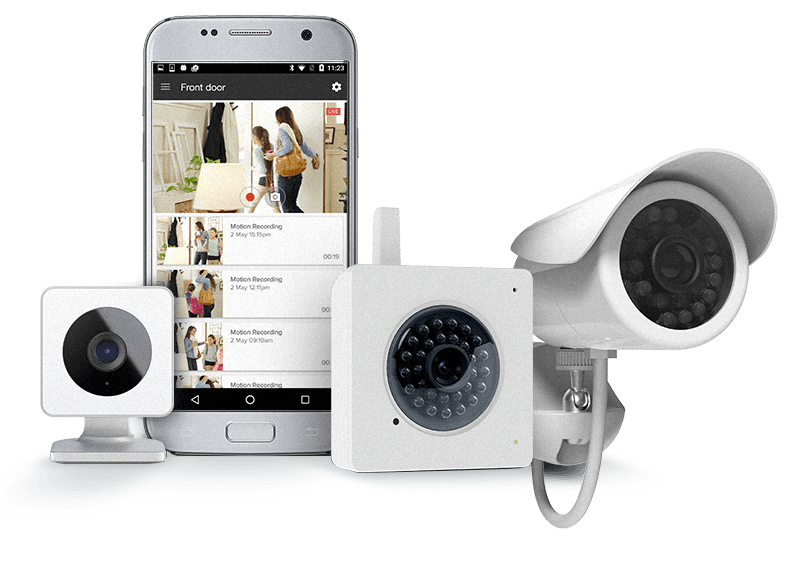 11:23
Front door
LIVE
Motion Recording
2 May 15:15pm
00:19
Motion Recording
2 May 12:11pm
Motion Recording
2 May 09:10am
Motion Recording